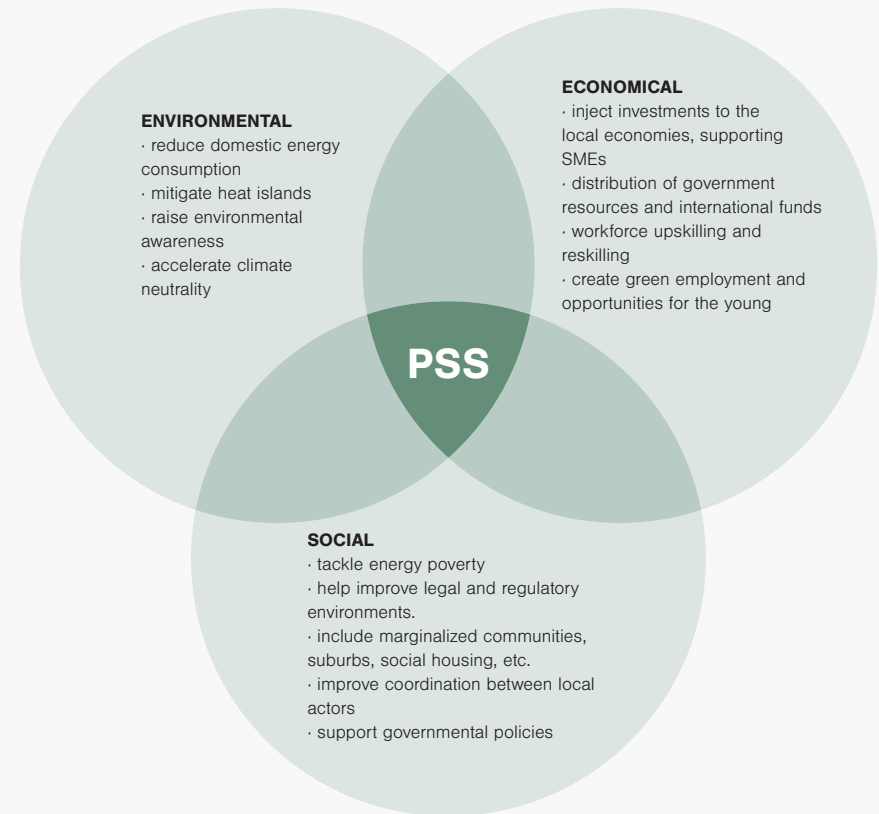 ENVIRONMENTAL
· reduce domestic energy
consumption
· mitigate heat islands
· raise environmental
awareness
· accelerate climate
neutrality
ECONOMICAL
· inject investments to the
local economies, supporting
SMEs
· distribution of government
resources and international funds
· workforce upskilling and
reskilling
· create green employment and
opportunities for the young
PSS
SOCIAL
· tackle energy poverty
· help improve legal and regulatory
environments.
· include marginalized communities,
suburbs, social housing, etc.
· improve coordination between local
actors
· support governmental policies